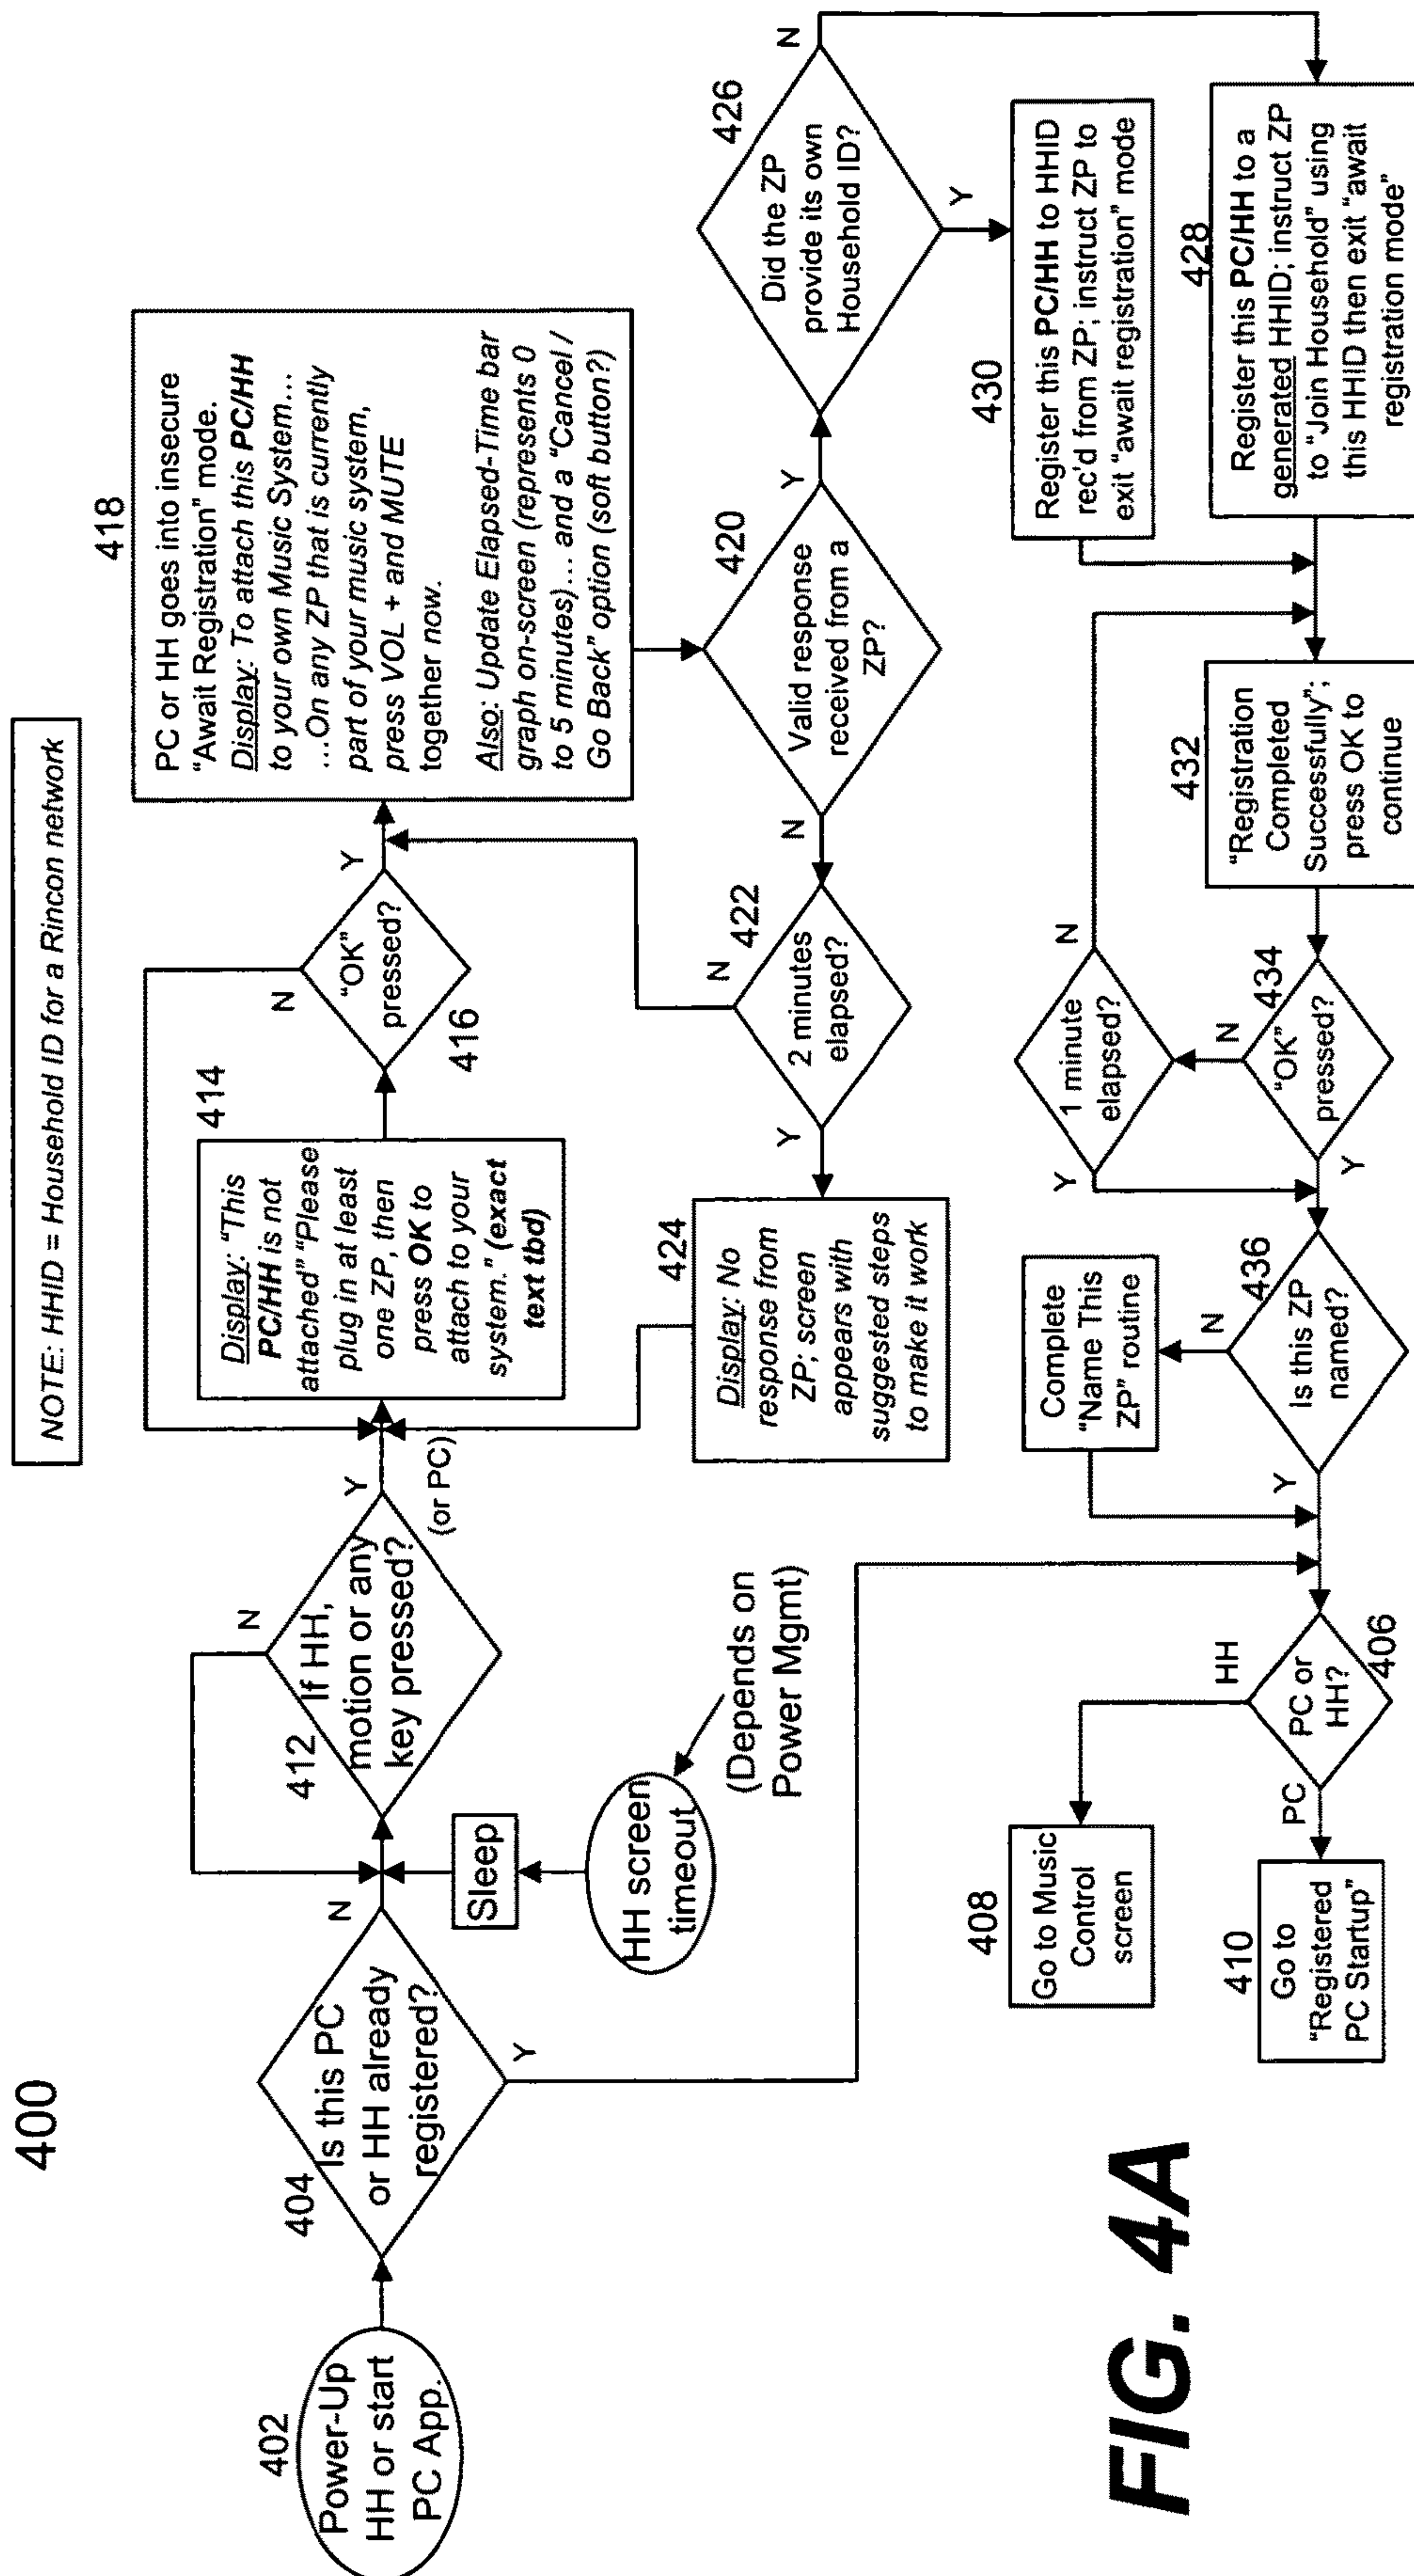 400
NOTE: HHID = Household ID for a Rincon network
402
Power-Up
HH or start
PC App.
404
Is this PC
or HH already
registered?
N
Y
Sleep
HH screen
timeout
(Depends on
Power Mgmt)
412
If HH,
motion or any
key pressed?
N
Y
(or PC)
414
Display: "This
PC/HH is not
attached" "Please
plug in at least
one ZP, then
press OK to
attach to your
system." (exact
text tbd)
416
"OK"
pressed?
N
Y
418
PC or HH goes into insecure
"Await Registration" mode.
Display: To attach this PC/HH
to your own Music System...
...On any ZP that is currently
part of your music system,
press VOL + and MUTE
together now.
Also: Update Elapsed-Time bar
graph on-screen (represents 0
to 5 minutes)... and a "Cancel /
Go Back" option (soft button?)
420
Valid response
received from a
ZP?
N
Y
422
2 minutes
elapsed?
N
Y
424
Display: No
response from
ZP; screen
appears with
suggested steps
to make it work
426
Did the ZP
provide its own
Household ID?
N
Y
430
Register this PC/HH to HHID
rec'd from ZP; instruct ZP to
exit "await registration" mode
428
Register this PC/HH to a
generated HHID; instruct ZP
to "Join Household" using
this HHID then exit "await
registration mode"
432
"Registration
Completed
Successfully";
press OK to
continue
434
"OK"
pressed?
N
Y
1 minute
elapsed?
N
Y
436
Is this ZP
named?
N
Y
Complete
"Name This
ZP" routine
406
PC or
HH?
HH
PC
408
Go to Music
Control
screen
410
Go to
"Registered
PC Startup"
FIG. 4A